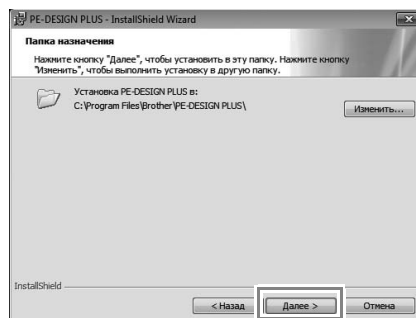 PE-DESIGN PLUS - InstallShield Wizard
Папка назначения
Нажмите кнопку "Далее", чтобы установить в эту папку. Нажмите кнопку
"Изменить", чтобы выполнить установку в другую папку.
Установка PE-DESIGN PLUS в:
C:\Program Files\Brother\PE-DESIGN PLUS\
Изменить...
InstallShield
< Назад
Далее >
Отмена